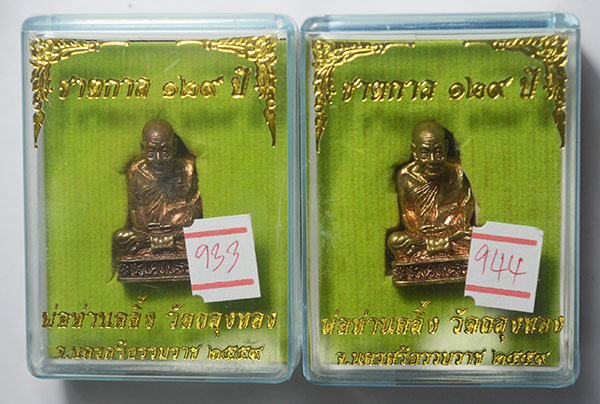 ชาตกาล ๑๒๙ ปี
933
พ่อท่านคลิ้ง วัดถลุงทอง
จ.นครศรีธรรมราช ๒๕๕๙
ชาตกาล ๑๒๙ ปี
944
พ่อท่านคลิ้ง วัดถลุงทอง
จ.นครศรีธรรมราช ๒๕๕๙